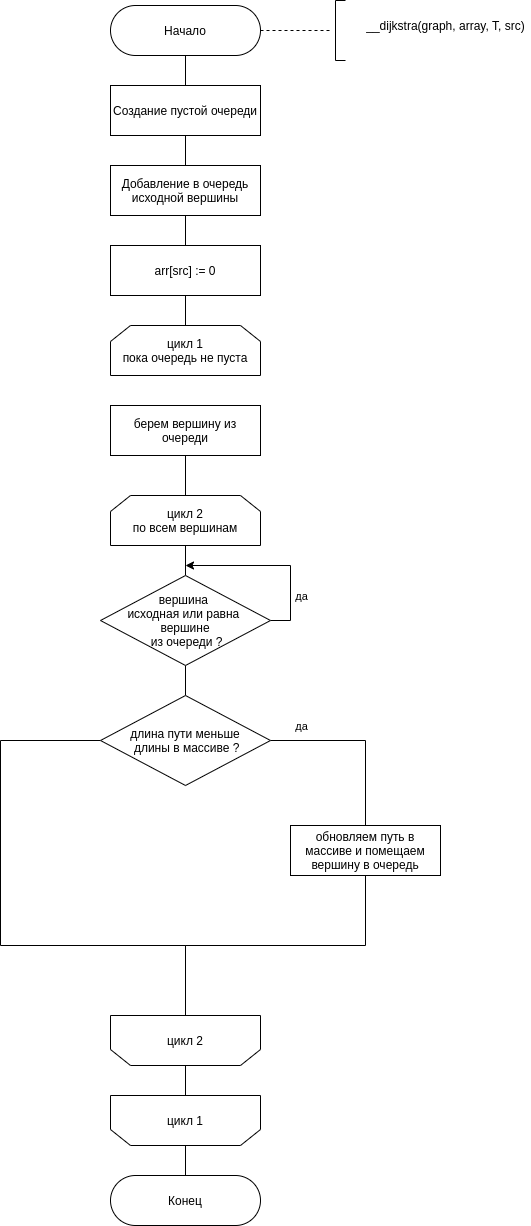 Начало
__dijkstra(graph, array, T, src)
Создание пустой очереди
Добавление в очередь
исходной вершины
arr[src] := 0
цикл 1
пока очередь не пуста
берем вершину из
очереди
цикл 2
по всем вершинам
вершина
исходная или равна
вершине
из очереди ?
да
длина пути меньше
длины в массиве ?
да
обновляем путь в
массиве и помещаем
вершину в очередь
цикл 2
цикл 1
Конец